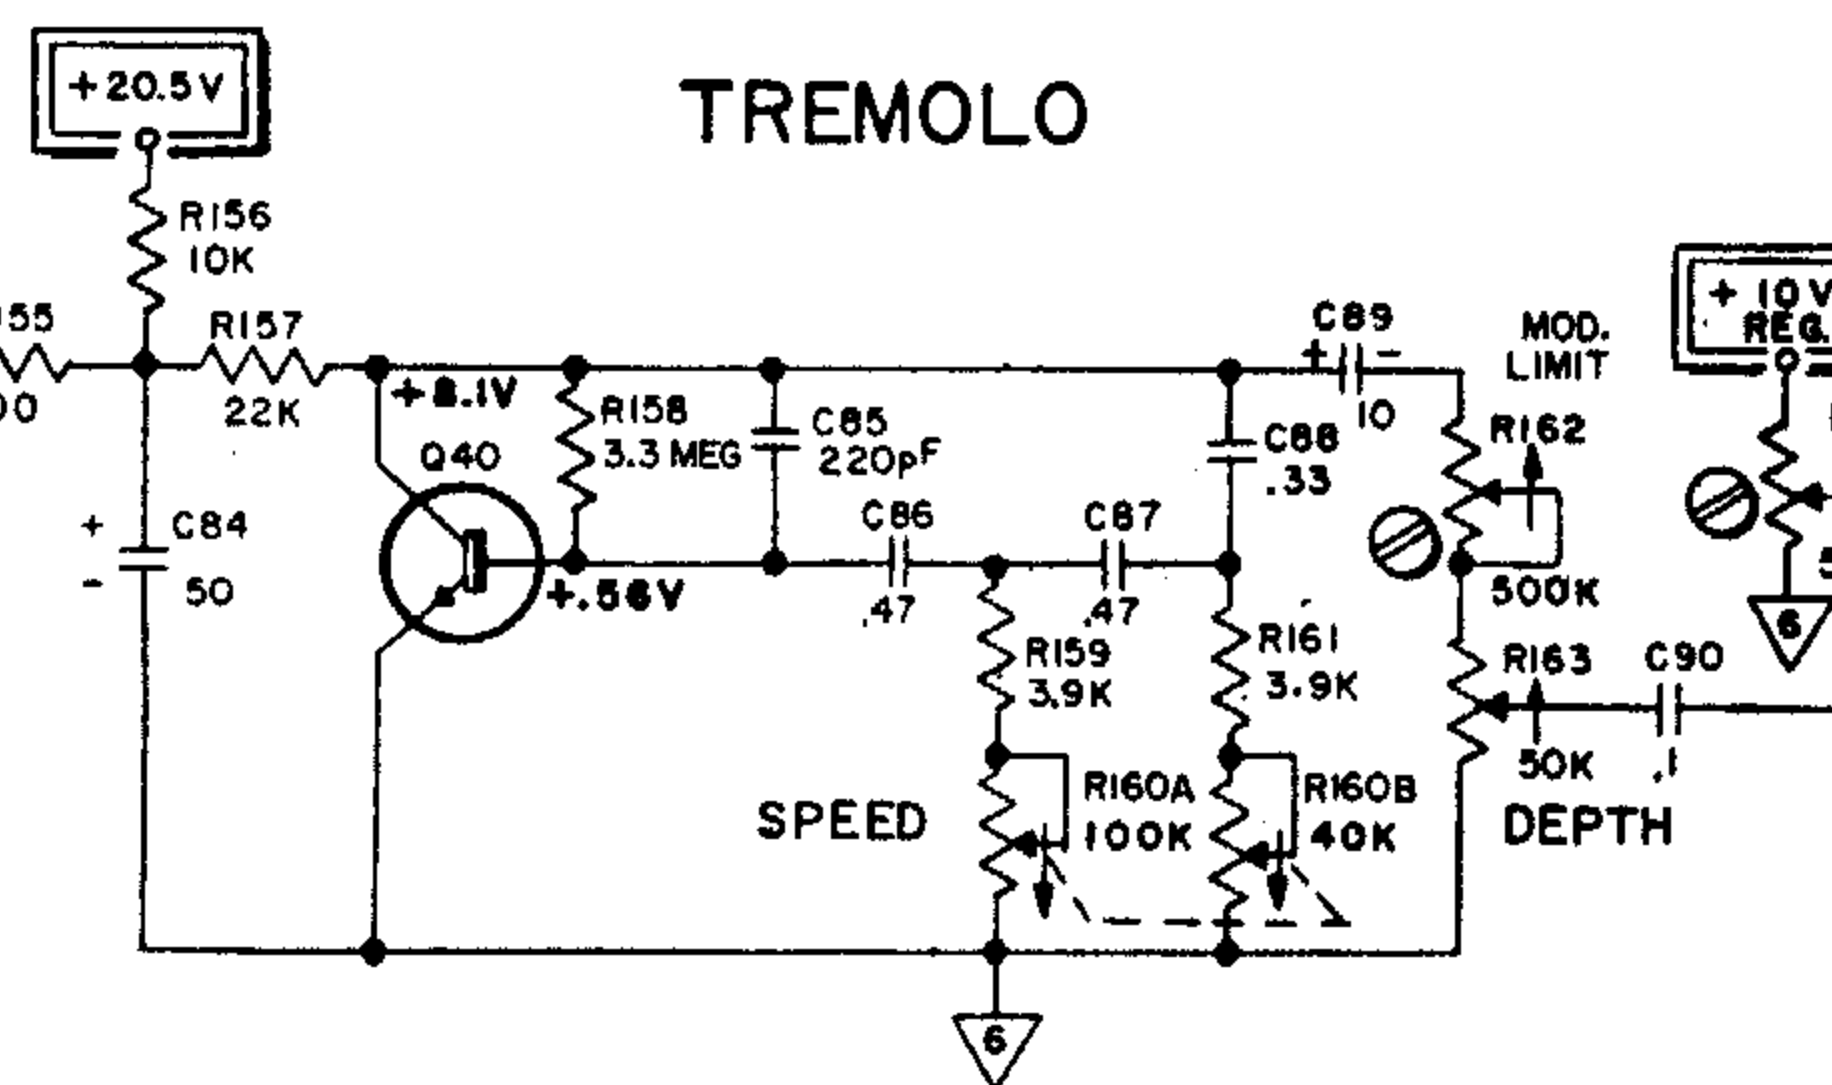 TREMOLO
+20.5V
R156
10K
55
00
R157
22K
C84
+
-
50
+8.1V
Q40
+.56V
R158
3.3 MEG
C85
220pF
C86
.47
C87
.47
C88
.33
C89
+ -
10
MOD.
LIMIT
R162
500K
+ 10V
REG.
6
R159
3.9K
R161
3.9K
R163
50K
C90
.1
SPEED
R160A
100K
R160B
40K
DEPTH
6